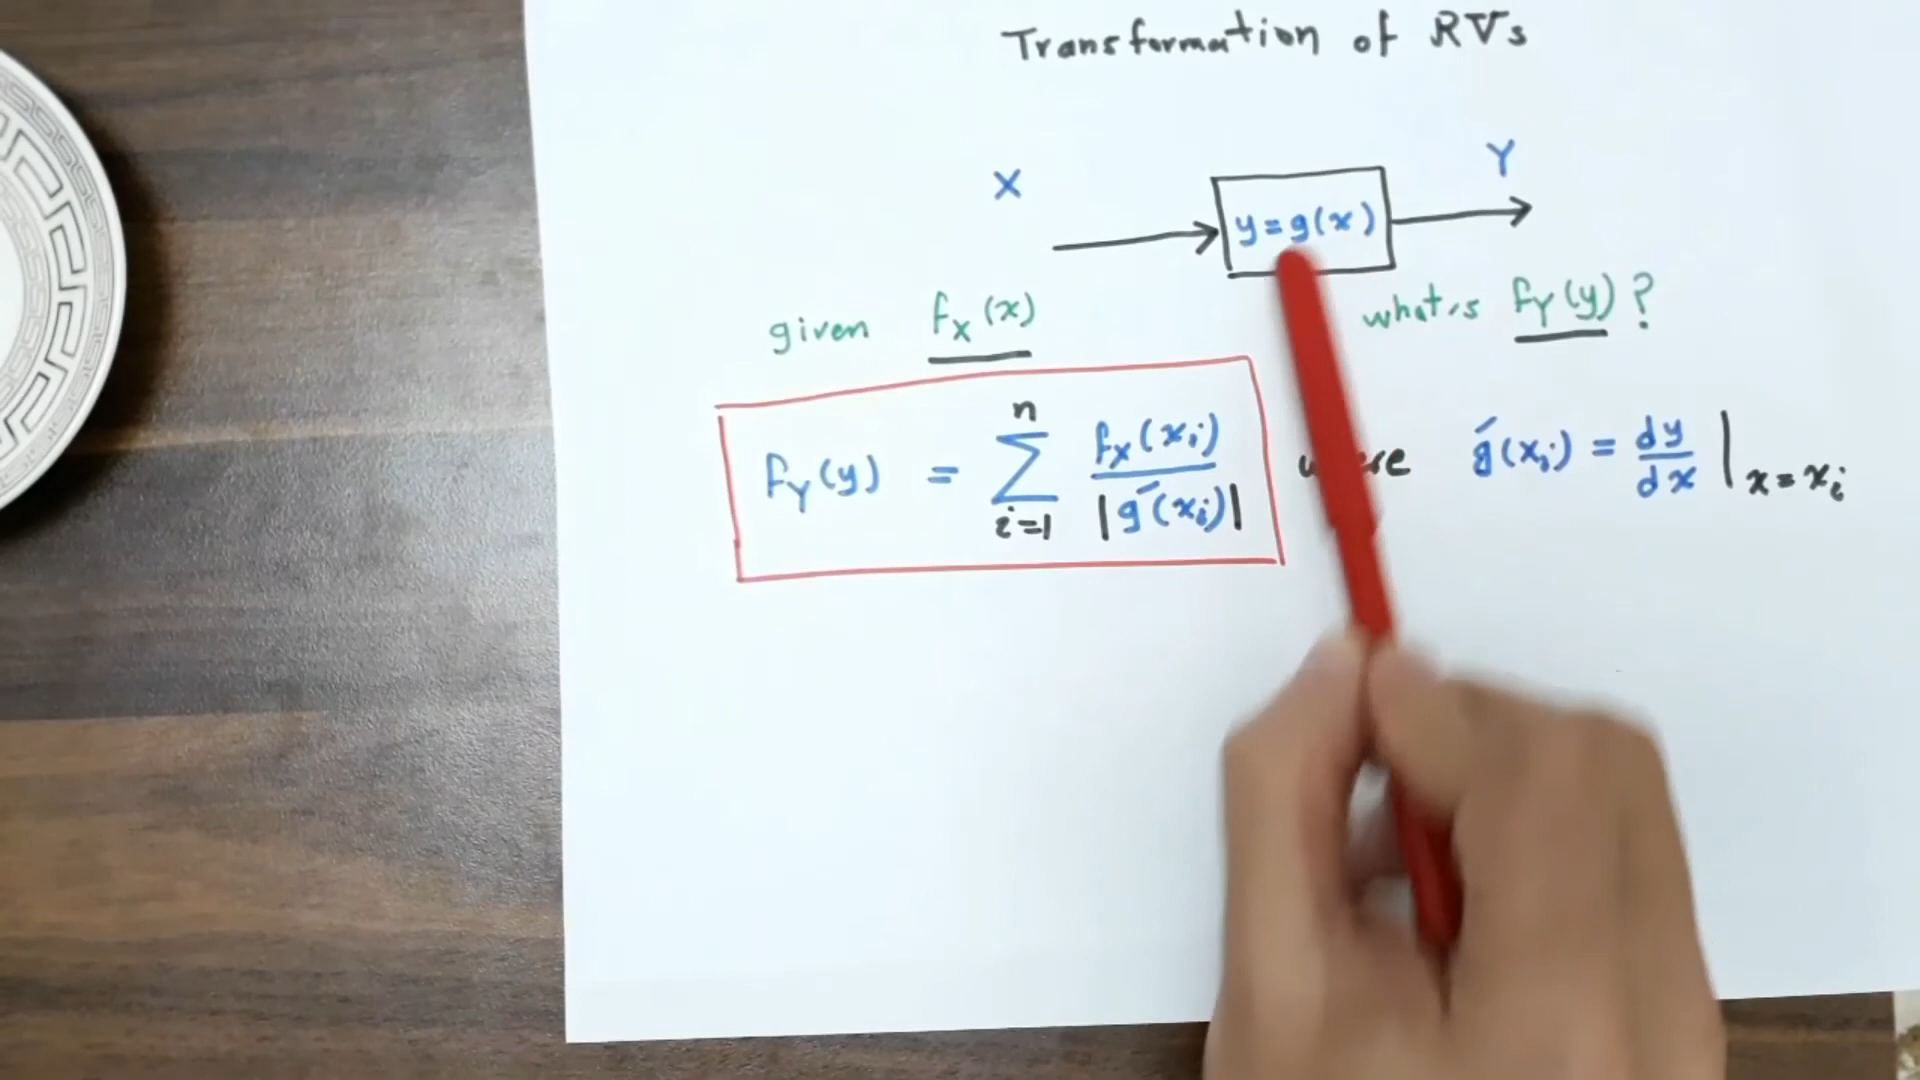 Transformation of RVs
X
y = g(x)
Y
given fX(x)
what is fY(y) ?
fY(y) = Σ_{i=1}^{n} fX(xi) / |g'(xi)|
g'(xi) = dy/dx | x = xi